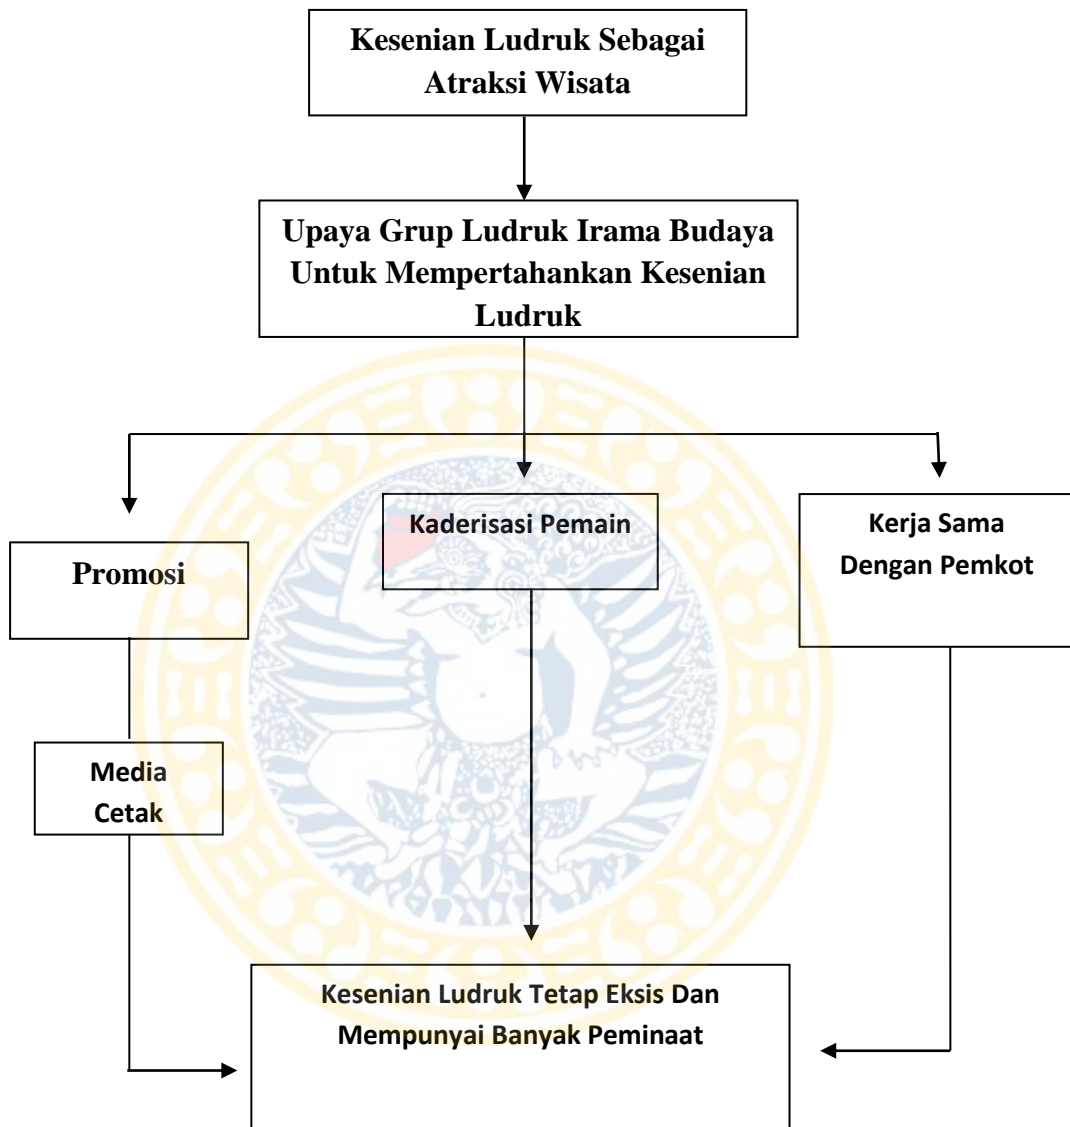 Kesenian Ludruk Sebagai
Atraksi Wisata
Upaya Grup Ludruk Irama Budaya
Untuk Mempertahankan Kesenian
Ludruk
Promosi
Kaderisasi Pemain
Kerja Sama
Dengan Pemkot
Media
Cetak
Kesenian Ludruk Tetap Eksis Dan
Mempunyai Banyak Peminaat